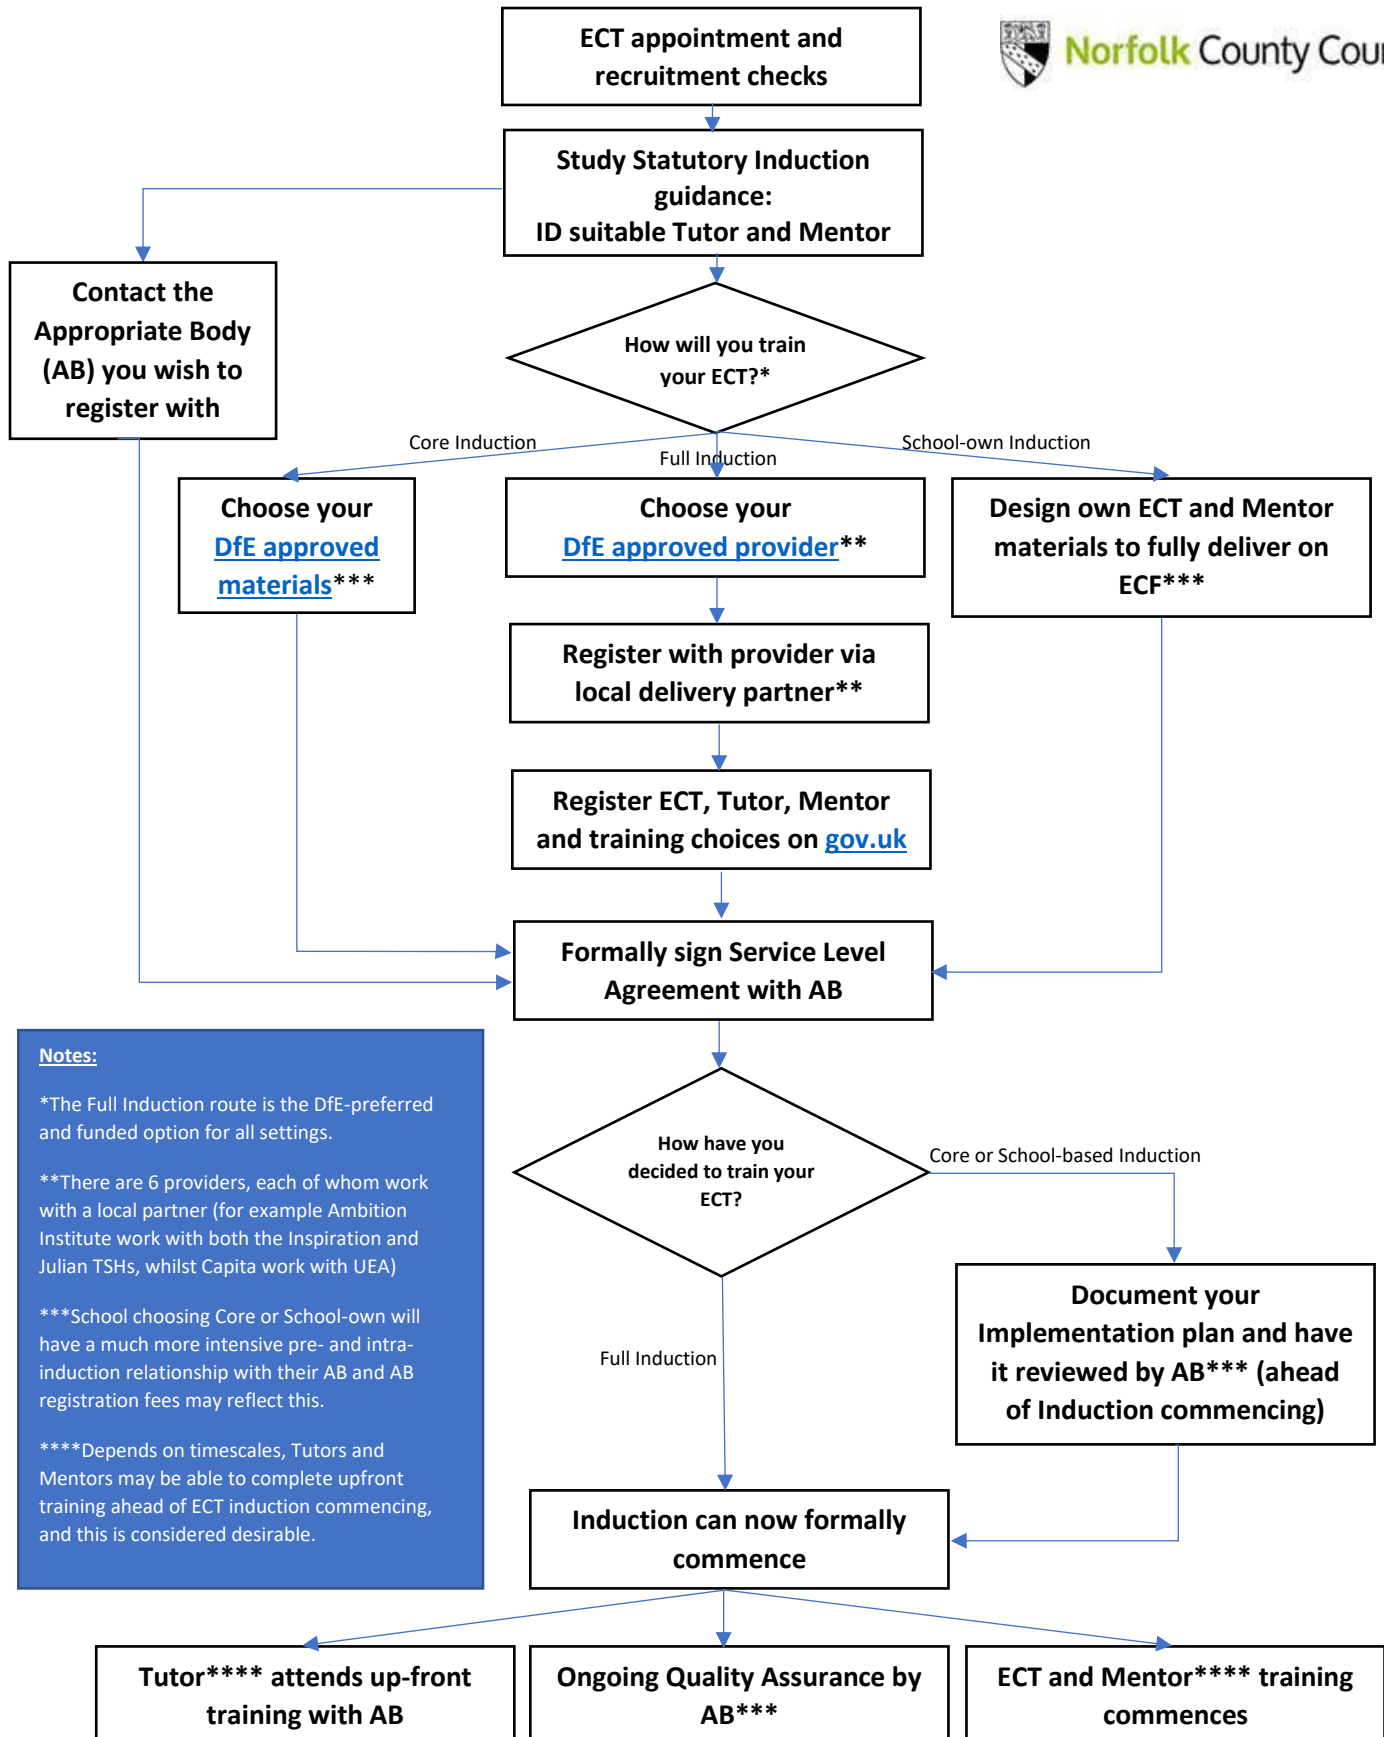 ECT appointment and
recruitment checks
Norfolk County
Study Statutory Induction
guidance:
ID suitable Tutor and Mentor
Contact the
Appropriate Body
(AB) you wish to
register with
How will you train
your ECT?*
Core Induction
Full Induction
School-own Induction
Choose your
DfE approved
materials***
Choose your
DfE approved provider**
Design own ECT and Mentor
materials to fully deliver on
ECF***
Register with provider via
local delivery partner**
Register ECT, Tutor, Mentor
and training choices on gov.uk
Formally sign Service Level
Agreement with AB
Notes:
*The Full Induction route is the DfE-preferred
and funded option for all settings.
**There are 6 providers, each of whom work
with a local partner (for example Ambition
Institute work with both the Inspiration and
Julian TSHs, whilst Capita work with UEA)
***School choosing Core or School-own will
have a much more intensive pre- and intra-
induction relationship with their AB and AB
registration fees may reflect this.
****Depends on timescales, Tutors and
Mentors may be able to complete upfront
training ahead of ECT induction commencing,
and this is considered desirable.
How have you
decided to train your
ECT?
Core or School-based Induction
Full Induction
Document your
Implementation plan and have
it reviewed by AB*** (ahead
of Induction commencing)
Induction can now formally
commence
Tutor**** attends up-front
training with AB
Ongoing Quality Assurance by
AB***
ECT and Mentor**** training
commences